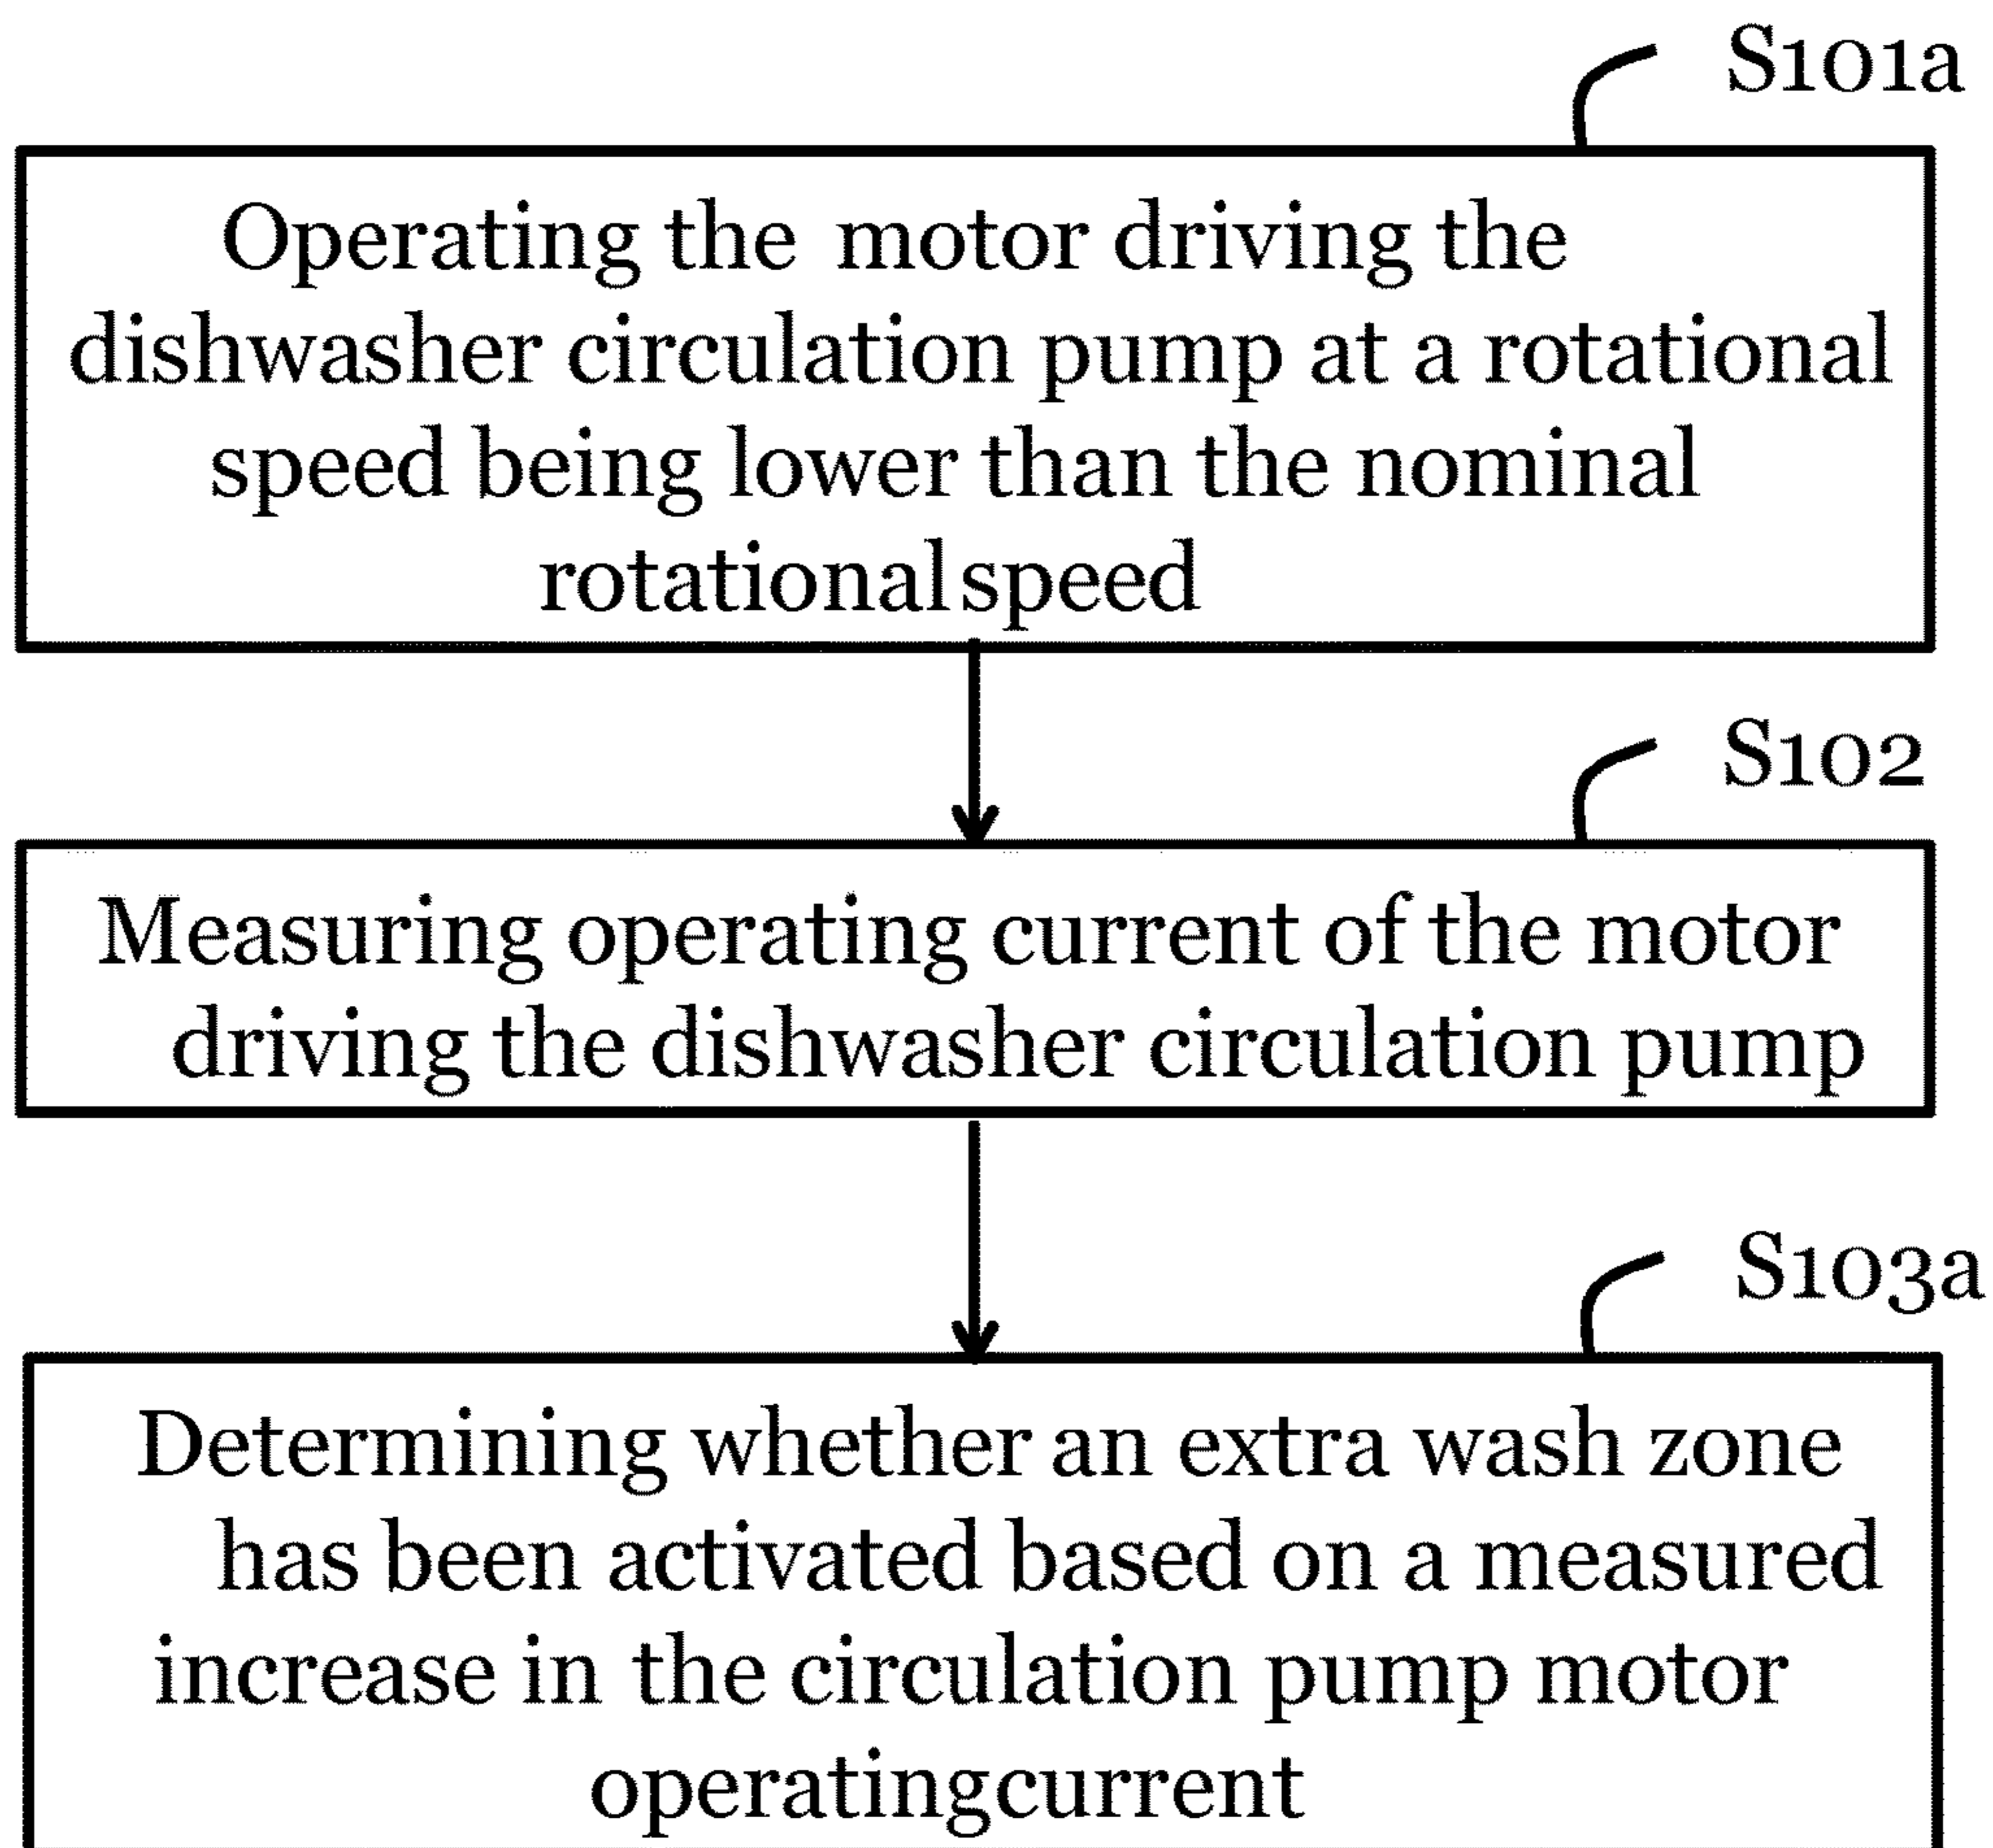 S101a
Operating the motor driving the
dishwasher circulation pump at a rotational
speed being lower than the nominal
rotational speed
S102
Measuring operating current of the motor
driving the dishwasher circulation pump
S103a
Determining whether an extra wash zone
has been activated based on a measured
increase in the circulation pump motor
operatingcurrent